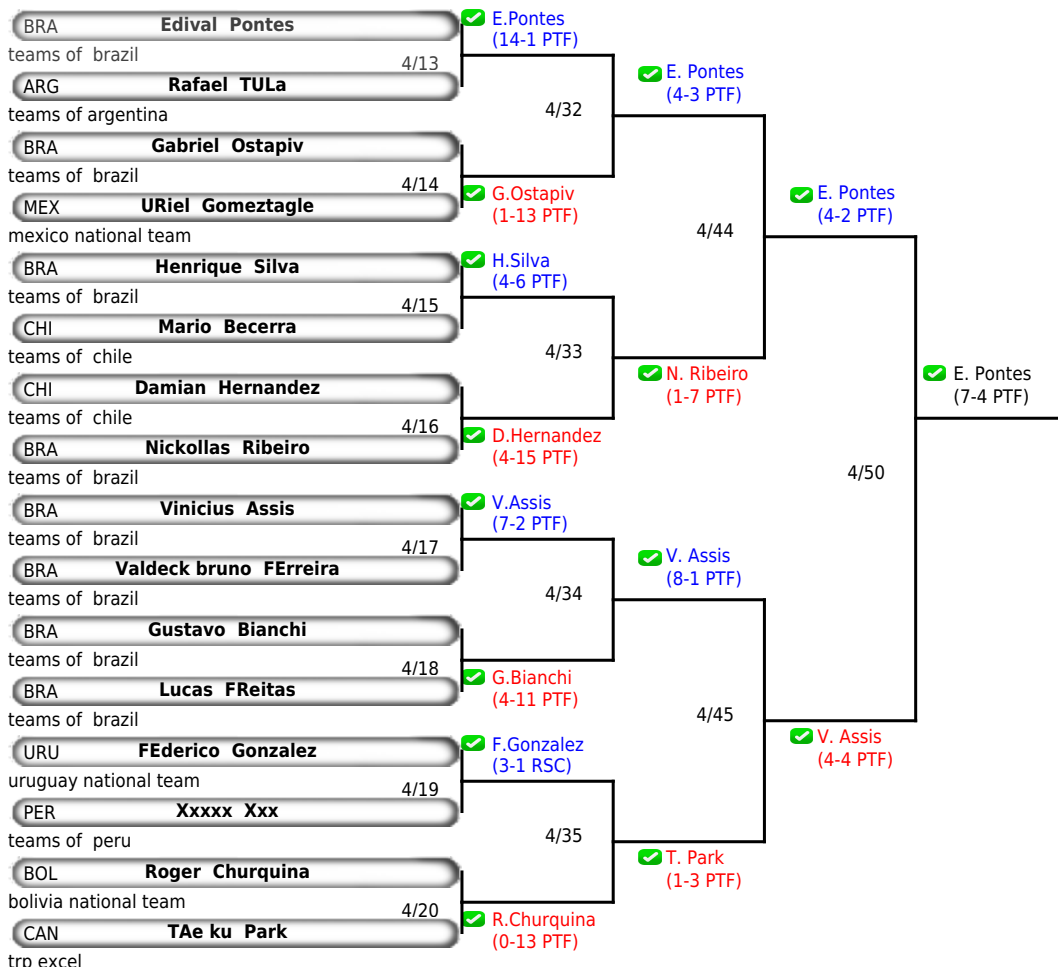 BRA Edival Pontes
teams of brazil
4/13
ARG Rafael TULa
teams of argentina
BRA Gabriel Ostapiv
teams of brazil
4/14
MEX URiel Gomeztagle
mexico national team
BRA Henrique Silva
teams of brazil
4/15
CHI Mario Becerra
teams of chile
CHI Damian Hernandez
teams of chile
4/16
BRA Nickollas Ribeiro
teams of brazil
BRA Vinicius Assis
teams of brazil
4/17
BRA Valdeck bruno FErreira
teams of brazil
BRA Gustavo Bianchi
teams of brazil
4/18
BRA Lucas FReitas
teams of brazil
URU FEderico Gonzalez
uruguay national team
4/19
PER Xxxxx Xxx
teams of peru
BOL Roger Churquina
bolivia national team
4/20
CAN TAe ku Park
trp excel
E.Pontes
(14-1 PTF)
4/32
G.Ostapiv
(1-13 PTF)
H.Silva
(4-6 PTF)
4/33
D.Hernandez
(4-15 PTF)
V.Assis
(7-2 PTF)
4/34
G.Bianchi
(4-11 PTF)
F.Gonzalez
(3-1 RSC)
4/35
R.Churquina
(0-13 PTF)
E. Pontes
(4-3 PTF)
4/44
N. Ribeiro
(1-7 PTF)
V. Assis
(8-1 PTF)
4/45
T. Park
(1-3 PTF)
E. Pontes
(4-2 PTF)
4/50
V. Assis
(4-4 PTF)
E. Pontes
(7-4 PTF)